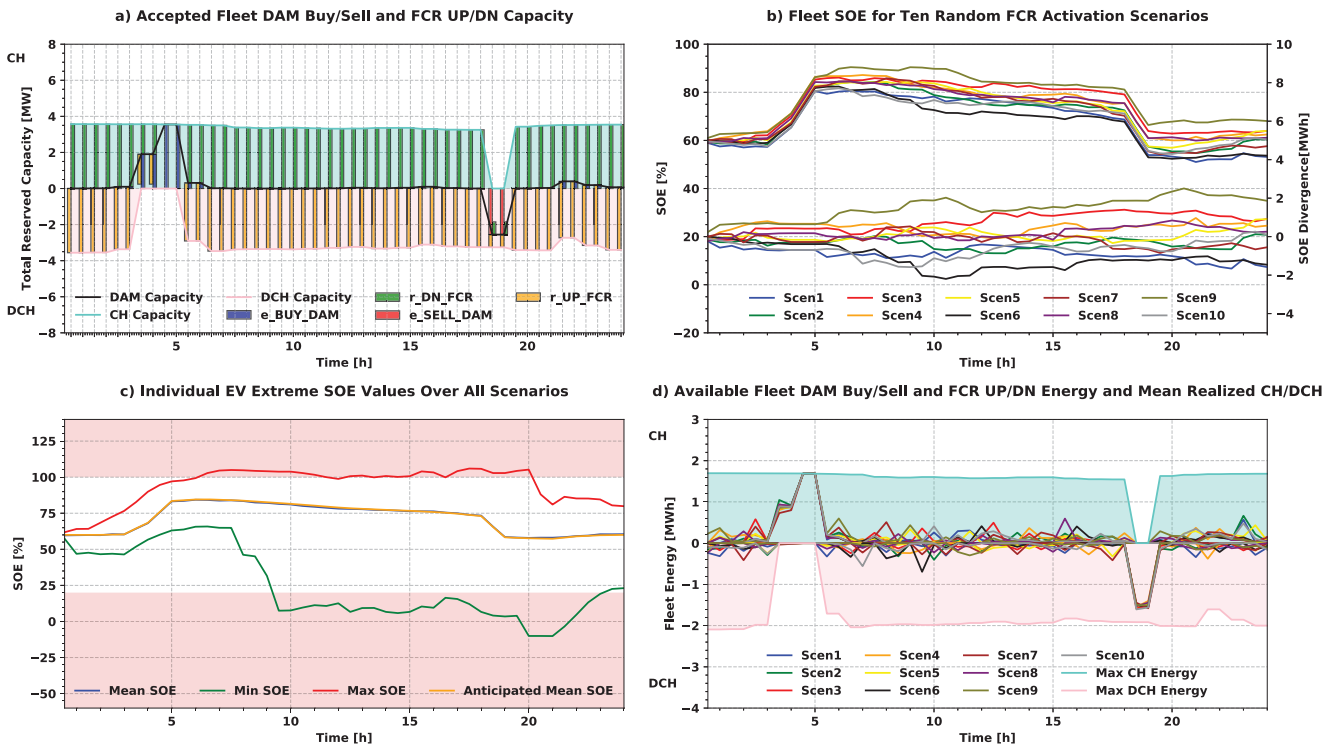 a) Accepted Fleet DAM Buy/Sell and FCR UP/DN Capacity
CH
DCH
Total Reserved Capacity [MW]
8
6
4
2
0
−2
−4
−6
−8
DAM Capacity
CH Capacity
DCH Capacity
e_BUY_DAM
r_DN_FCR
e_SELL_DAM
r_UP_FCR
5
10
15
20
Time [h]
b) Fleet SOE for Ten Random FCR Activation Scenarios
SOE [%]
100
80
60
40
20
0
−20
SOE Divergence[MWh]
10
8
6
4
2
0
−2
−4
Scen1
Scen2
Scen3
Scen4
Scen5
Scen6
Scen7
Scen8
Scen9
Scen10
5
10
15
20
Time [h]
c) Individual EV Extreme SOE Values Over All Scenarios
SOE [%]
125
100
75
50
25
0
−25
−50
Mean SOE
Min SOE
Max SOE
Anticipated Mean SOE
5
10
15
20
Time [h]
d) Available Fleet DAM Buy/Sell and FCR UP/DN Energy and Mean Realized CH/DCH
CH
DCH
Fleet Energy [MWh]
3
2
1
0
−1
−2
−3
−4
Scen1
Scen2
Scen3
Scen4
Scen5
Scen6
Scen7
Scen8
Scen9
Scen10
Max CH Energy
Max DCH Energy
5
10
15
20
Time [h]